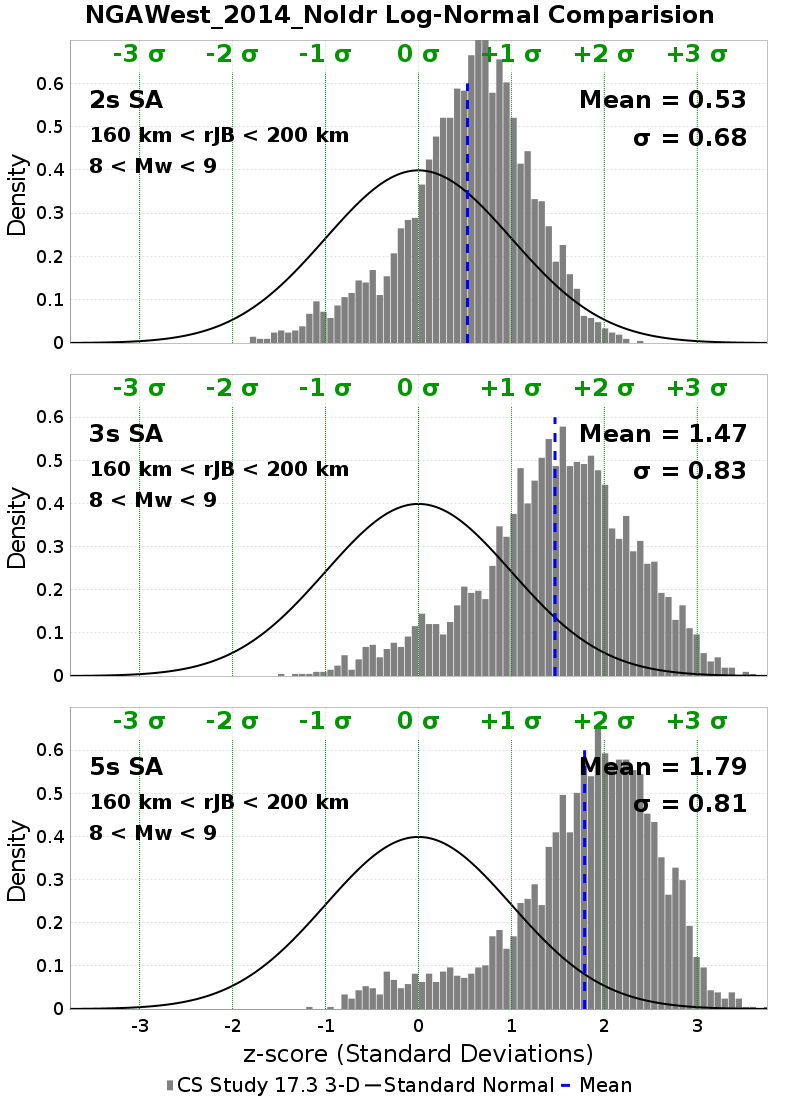 NGAWest_2014_NoIdr Log-Normal Comparision
-3 σ -2 σ -1 σ 0 σ +1 σ +2 σ +3 σ
0.6
2s SA Mean = 0.53
0.5
160 km < rJB < 200 km σ = 0.68
8 < Mw < 9
0.4
0.3
0.2
0.1
0
Density
-3 σ -2 σ -1 σ 0 σ +1 σ +2 σ +3 σ
0.6
3s SA Mean = 1.47
0.5
160 km < rJB < 200 km σ = 0.83
8 < Mw < 9
0.4
0.3
0.2
0.1
0
Density
-3 σ -2 σ -1 σ 0 σ +1 σ +2 σ +3 σ
0.6
5s SA Mean = 1.79
0.5
160 km < rJB < 200 km σ = 0.81
8 < Mw < 9
0.4
0.3
0.2
0.1
0
Density
-3 -2 -1 0 1 2 3
z-score (Standard Deviations)
CS Study 17.3 3-D Standard Normal Mean